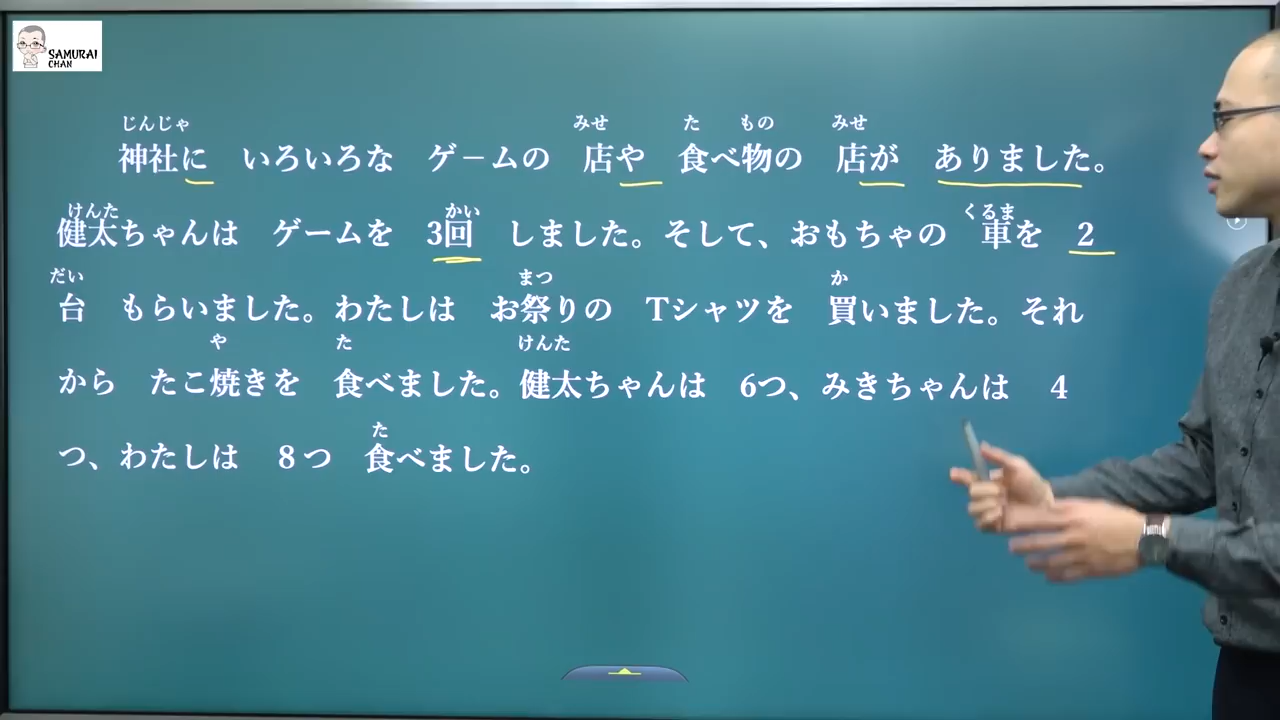 SAMURAI
CHAN
じんじゃ みせ た もの みせ
神社に いろいろな ゲームの 店や 食べ物の 店が ありました。
けんた かい くるま
健太ちゃんは ゲームを 3回 しました。そして、おもちゃの 車を 2
だい まつ か
台 もらいました。わたしは お祭りの Tシャツを 買いました。それ
や た けんた
から たこ焼きを 食べました。健太ちゃんは 6つ、みきちゃんは 4
た
つ、わたしは 8つ 食べました。